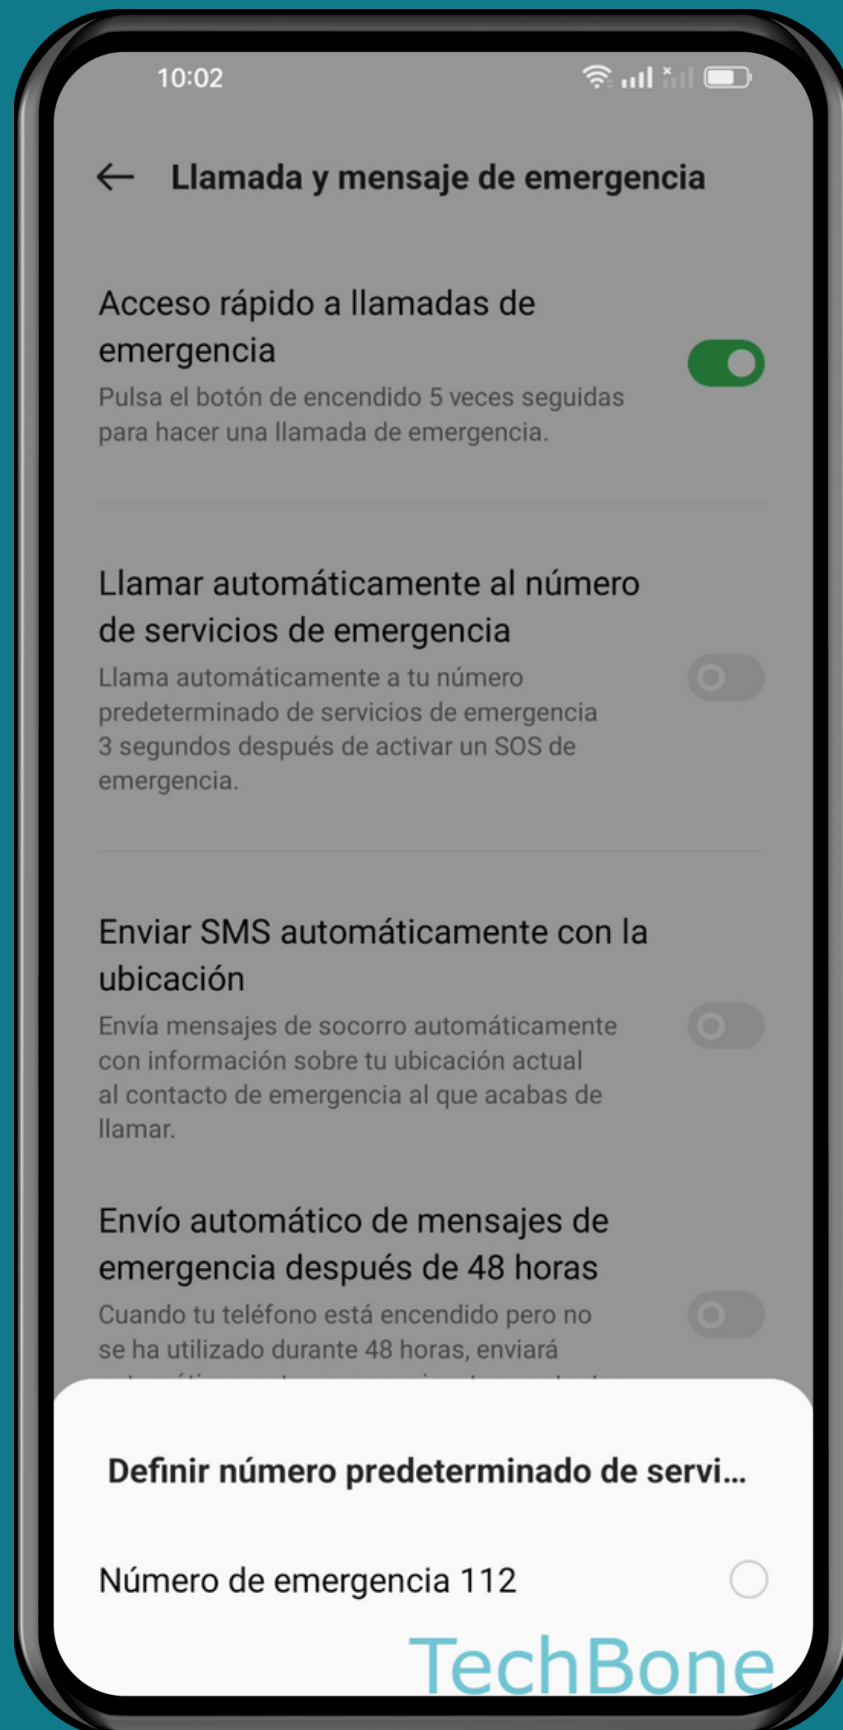 10:02
Llamada y mensaje de emergencia
Acceso rápido a llamadas de
emergencia
Pulsa el botón de encendido 5 veces seguidas
para hacer una llamada de emergencia.
Llamar automáticamente al número
de servicios de emergencia
Llama automáticamente a tu número
predeterminado de servicios de emergencia
3 segundos después de activar un SOS de
emergencia.
Enviar SMS automáticamente con la
ubicación
Envía mensajes de socorro automáticamente
con información sobre tu ubicación actual
al contacto de emergencia al que acabas de
llamar.
Envío automático de mensajes de
emergencia después de 48 horas
Cuando tu teléfono está encendido pero no
se ha utilizado durante 48 horas, enviará
Definir número predeterminado de servi...
Número de emergencia 112
TechBone